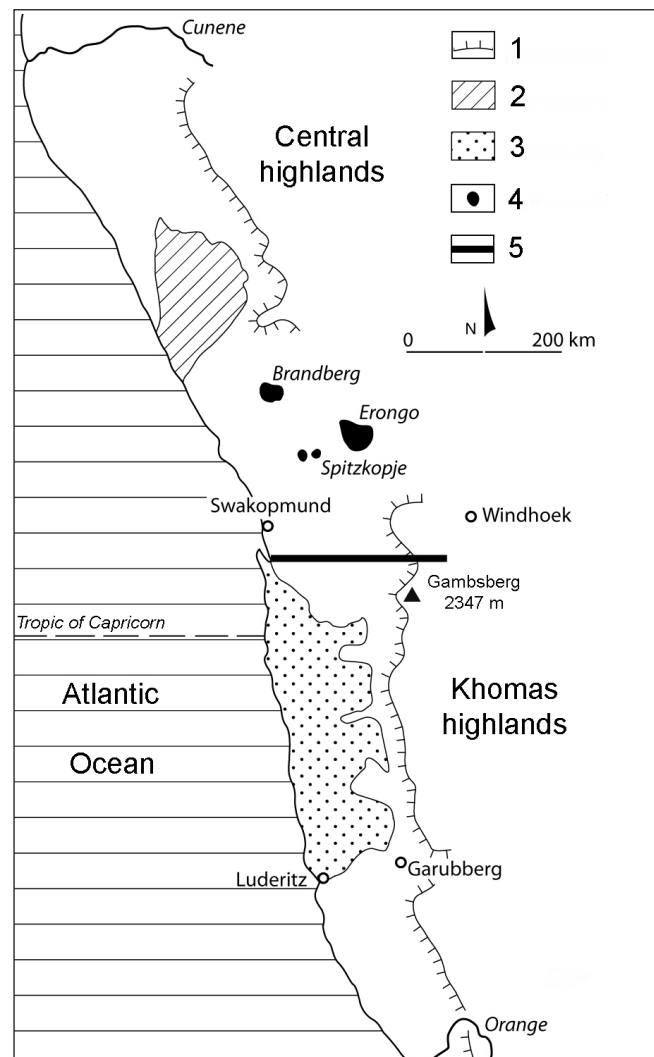 Cunene
1
2
3
4
5
Central
highlands
N
0
200 km
Brandberg
Erongo
Spitzkopje
Swakopmund
Windhoek
Gambsberg
2347 m
Tropic of Capricorn
Khomas
highlands
Atlantic
Ocean
Garubberg
Luderitz
Orange